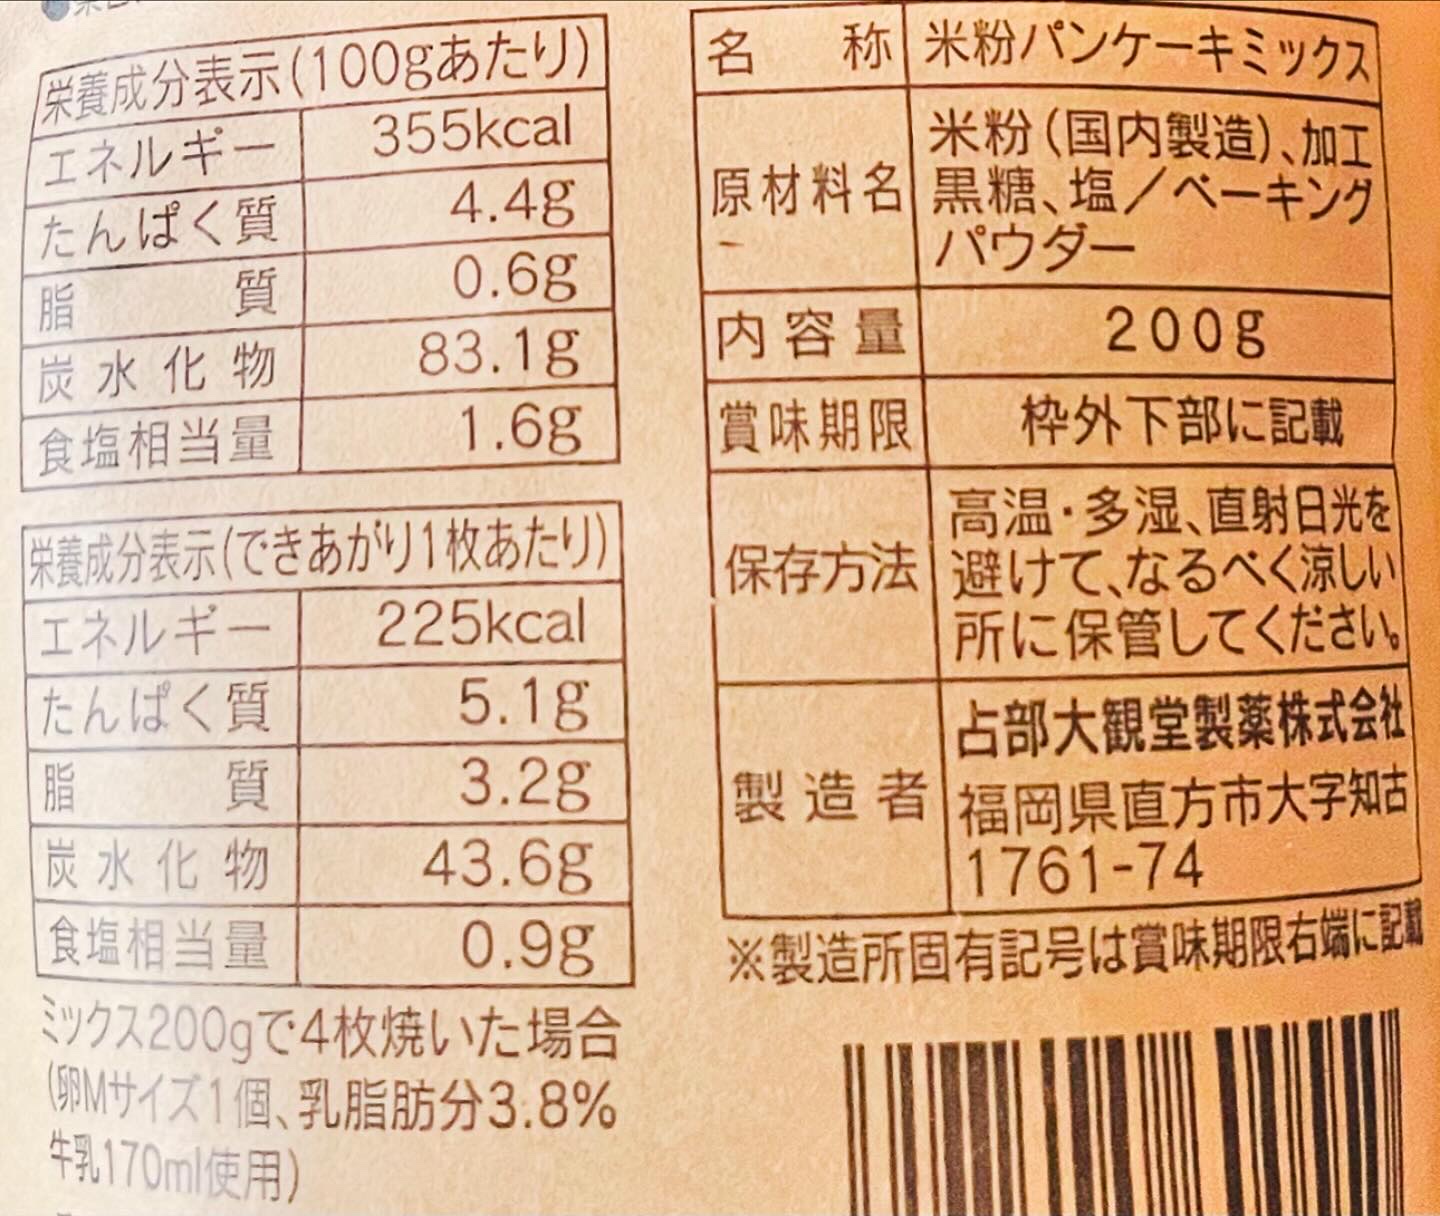 栄養成分表示(100gあたり)
エネルギー 355kcal
たんぱく質 4.4g
脂質 0.6g
炭水化物 83.1g
食塩相当量 1.6g
栄養成分表示(できあがり1枚あたり)
エネルギー 225kcal
たんぱく質 5.1g
脂質 3.2g
炭水化物 43.6g
食塩相当量 0.9g
ミックス200gで4枚焼いた場合
(卵Mサイズ1個、乳脂肪分3.8%
牛乳170ml使用)
名称 米粉パンケーキミックス
原材料名 米粉(国内製造)、加工
黒糖、塩/ベーキング
パウダー
内容量 200g
賞味期限 枠外下部に記載
保存方法 高温・多湿、直射日光を
避けて、なるべく涼しい
所に保管してください。
製造者 占部大観堂製薬株式会社
福岡県直方市大字知古
1761-74
※製造所固有記号は賞味期限右端に記載